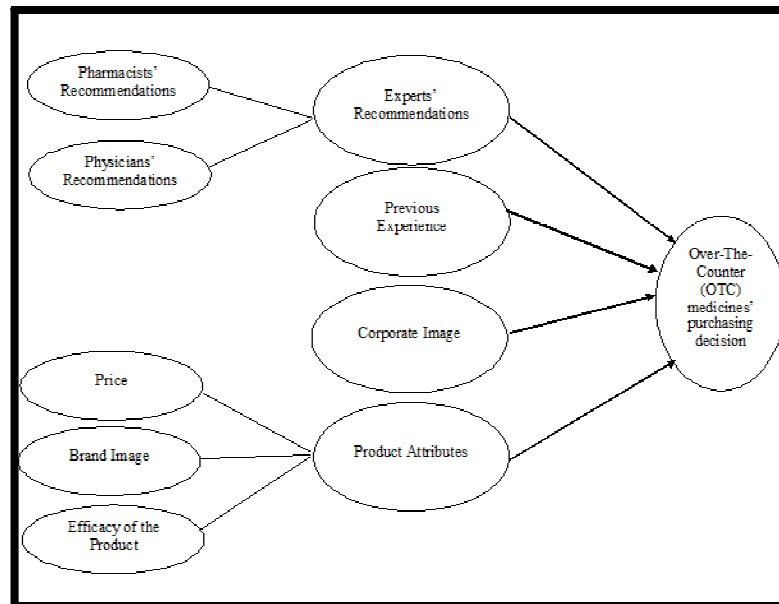 Pharmacists'
Recommendations
Experts'
Recommendations
Physicians'
Recommendations
Previous
Experience
Over-The-
Counter
(OTC)
medicines'
purchasing
decision
Corporate Image
Price
Brand Image
Product Attributes
Efficacy of the
Product